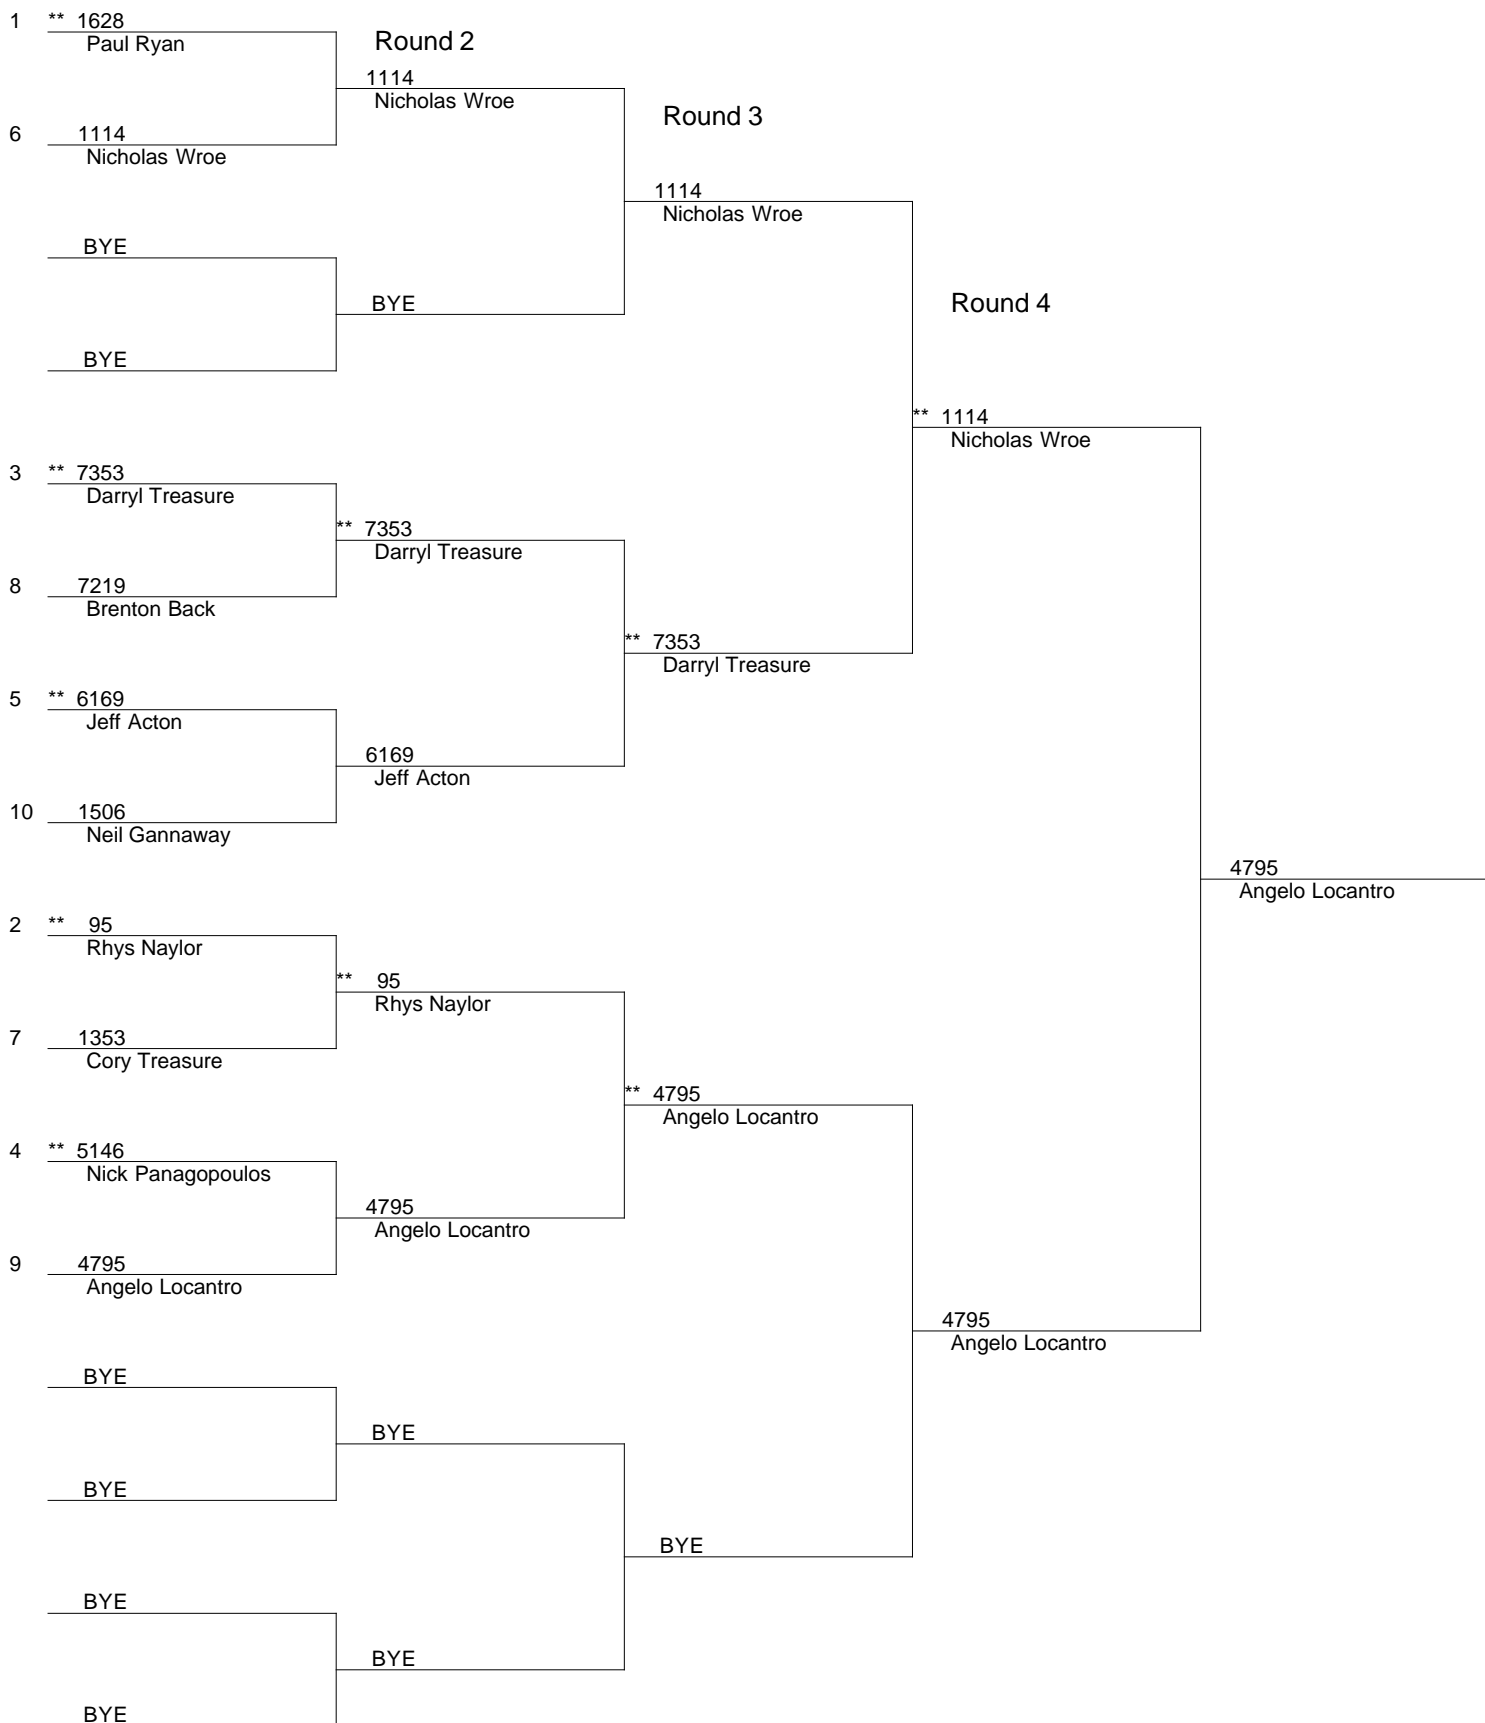 1 ** 1628
Paul Ryan
Round 2
1114
Nicholas Wroe
Round 3
6 1114
Nicholas Wroe
1114
Nicholas Wroe
BYE
BYE
Round 4
BYE
** 1114
Nicholas Wroe
3 ** 7353
Darryl Treasure
** 7353
Darryl Treasure
8 7219
Brenton Back
** 7353
Darryl Treasure
5 ** 6169
Jeff Acton
6169
Jeff Acton
10 1506
Neil Gannaway
4795
Angelo Locantro
2 ** 95
Rhys Naylor
** 95
Rhys Naylor
7 1353
Cory Treasure
** 4795
Angelo Locantro
4 ** 5146
Nick Panagopoulos
4795
Angelo Locantro
9 4795
Angelo Locantro
4795
Angelo Locantro
BYE
BYE
BYE
BYE
BYE
BYE
BYE